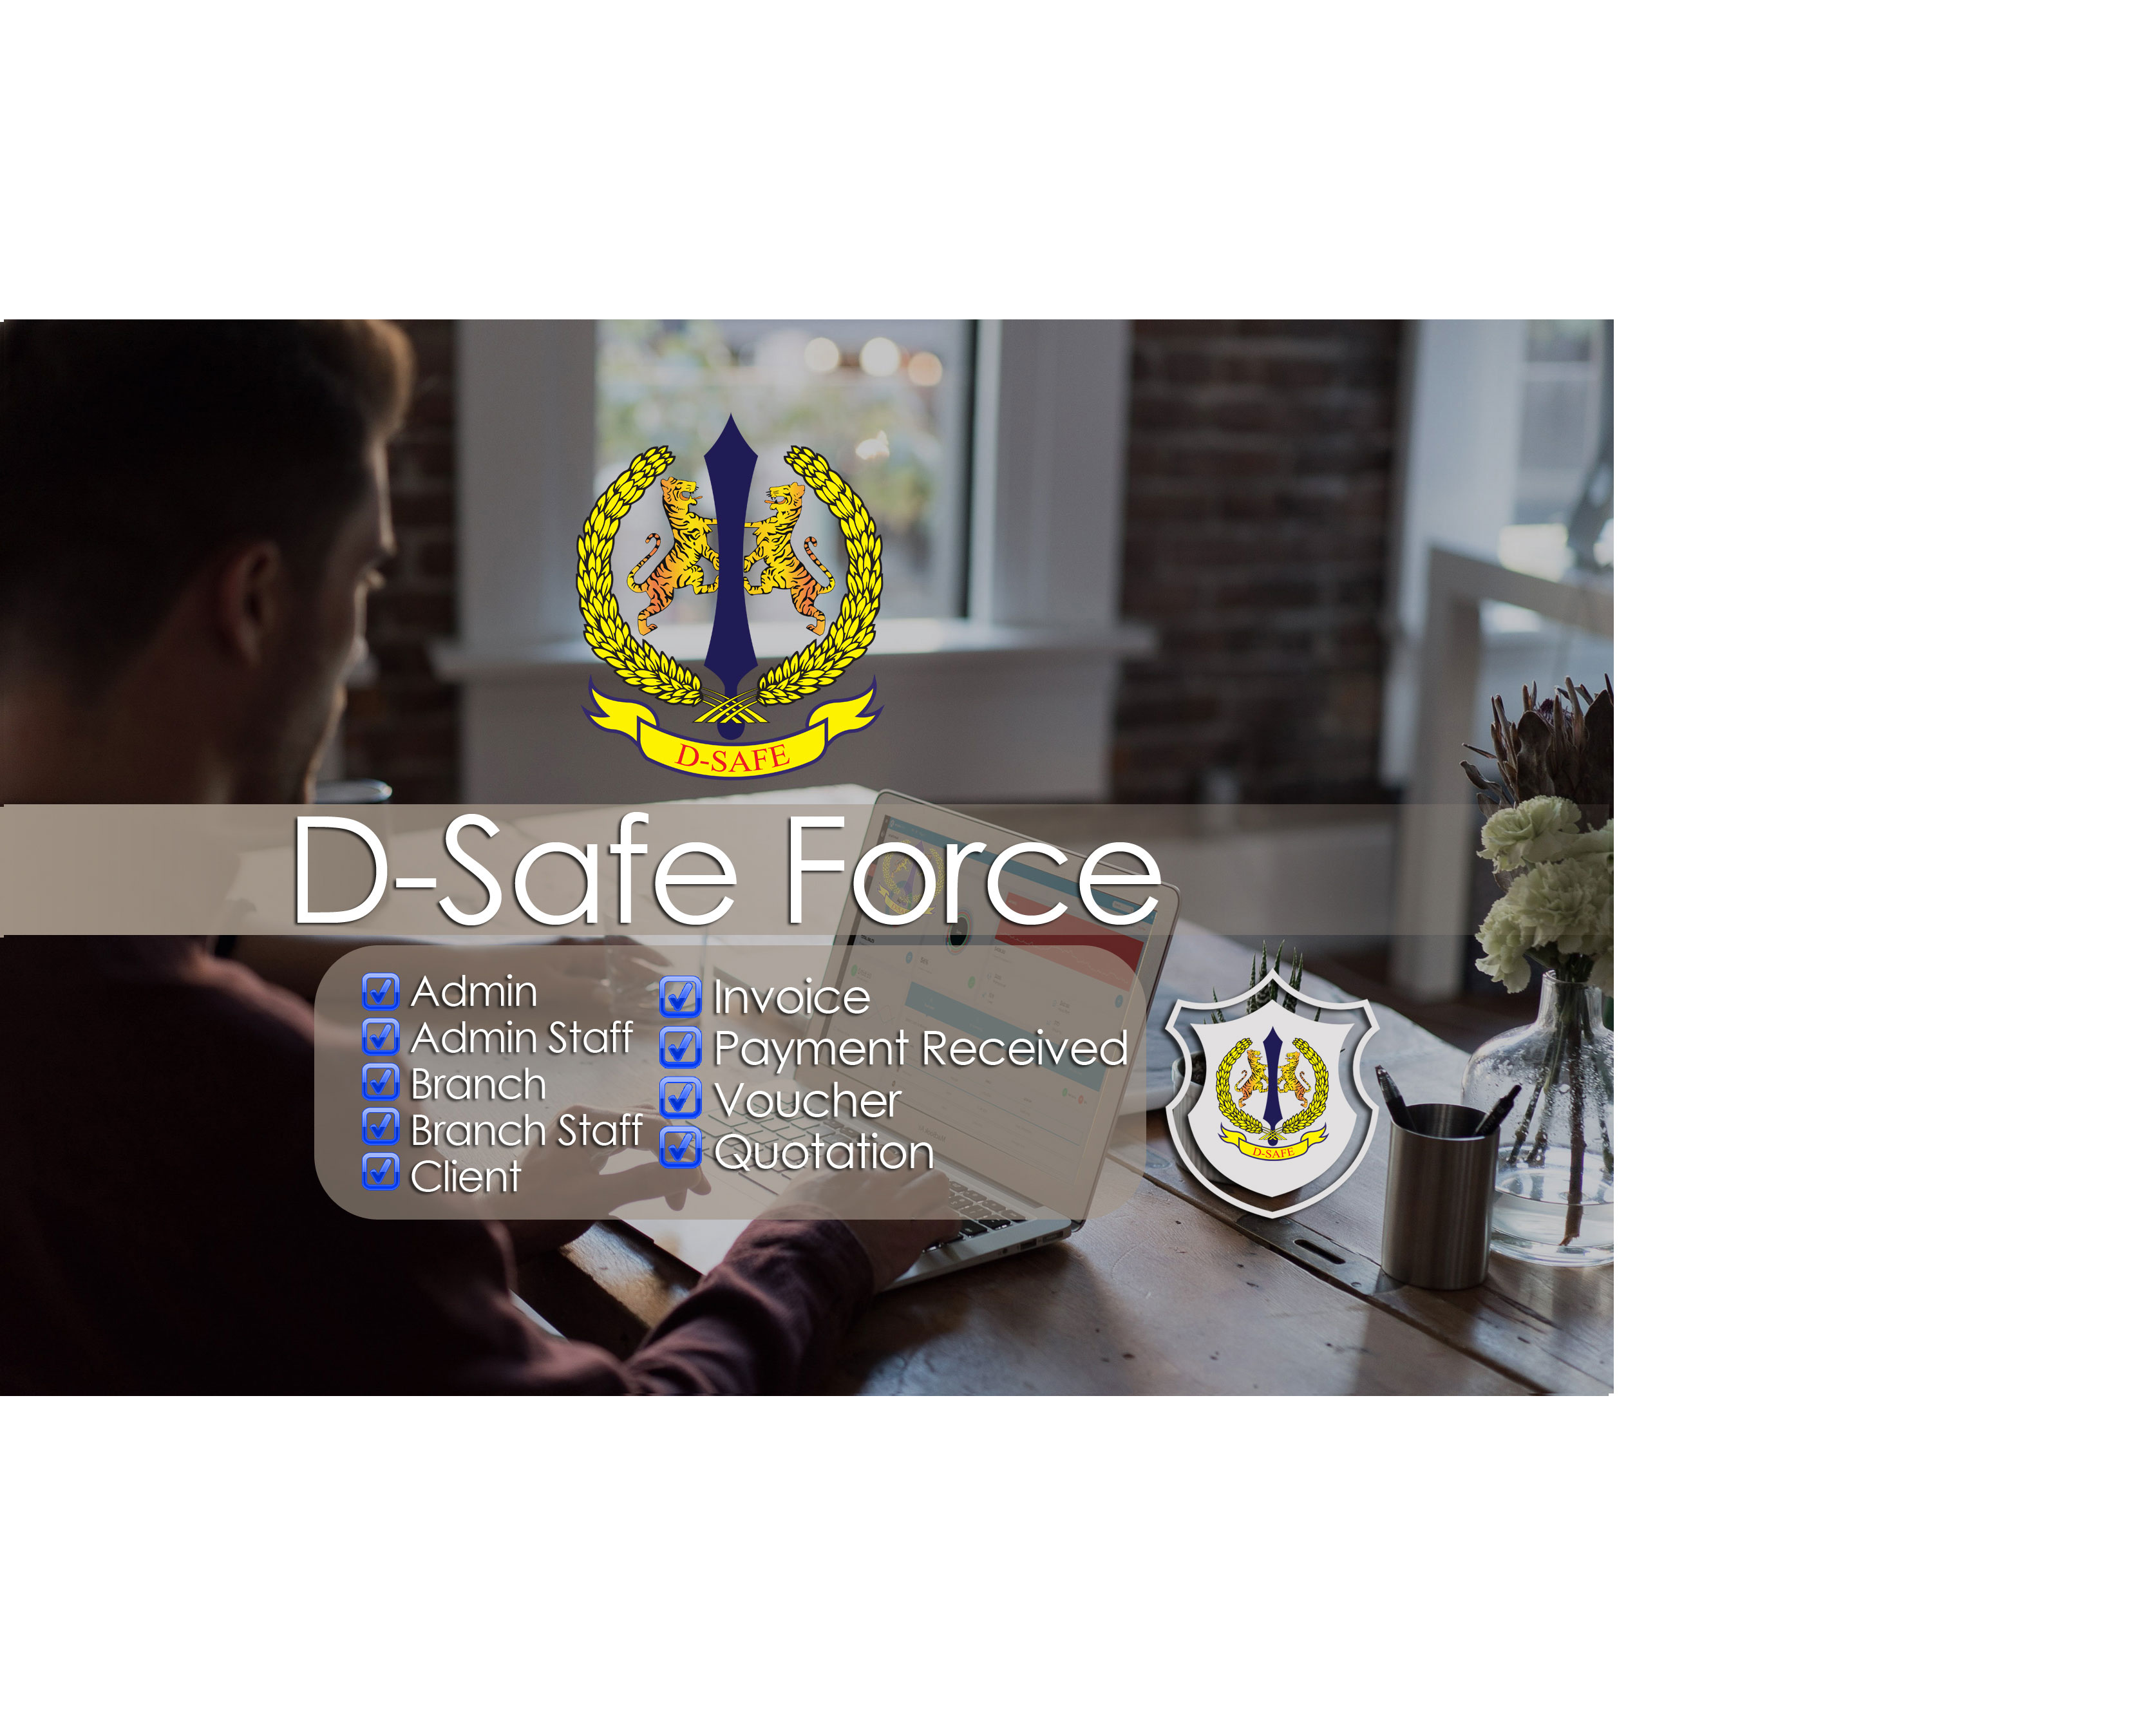 D-SAFE
D-Safe Force
Admin
Admin Staff
Branch
Branch Staff
Client
Invoice
Payment Received
Voucher
Quotation
D-SAFE